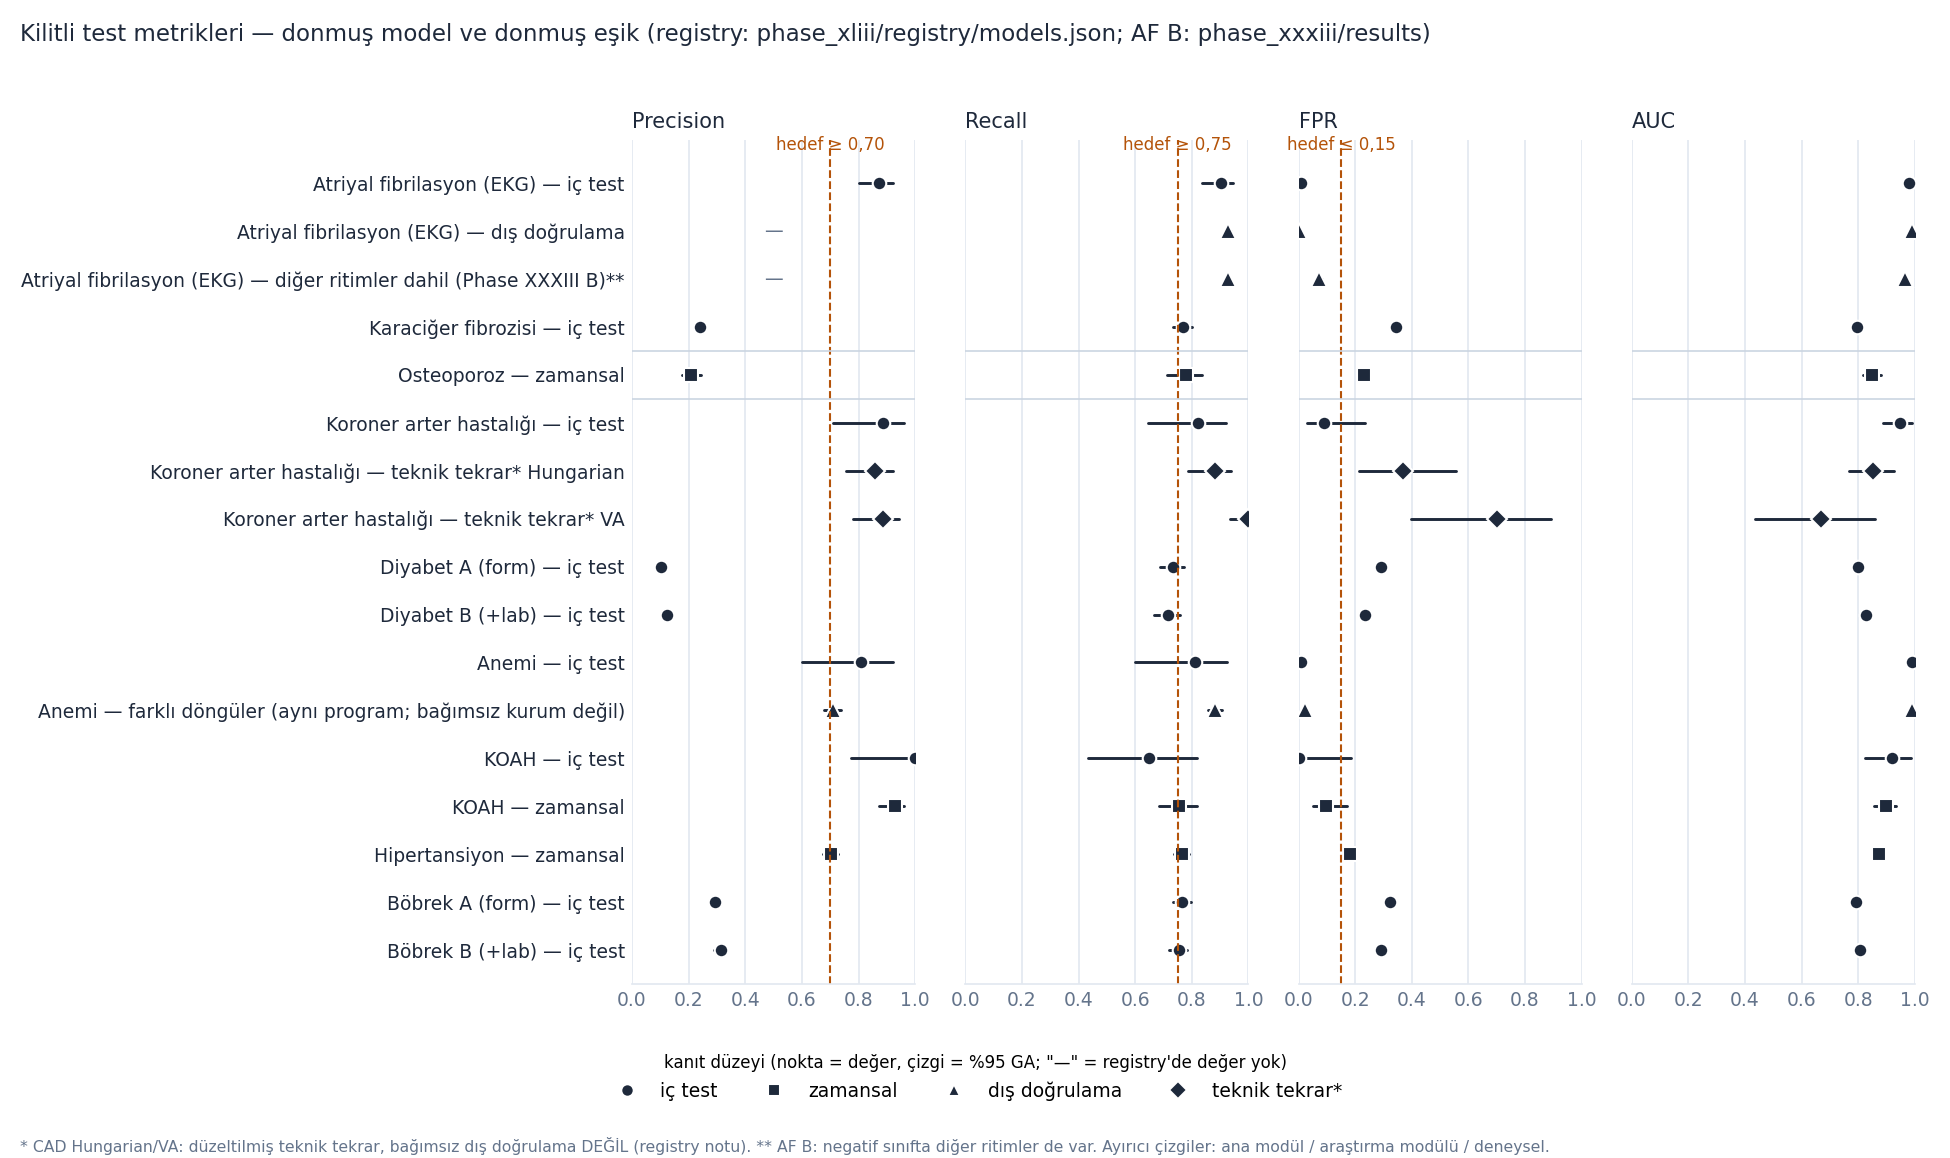 Kilitli test metrikleri — donmuş model ve donmuş eşik (registry: phase_xliii/registry/models.json; AF B: phase_xxxiii/results)
Precision
Recall
FPR
AUC
hedef ≥ 0,70
hedef ≥ 0,75
hedef ≤ 0,15
Atriyal fibrilasyon (EKG) — iç test
Atriyal fibrilasyon (EKG) — dış doğrulama
—
Atriyal fibrilasyon (EKG) — diğer ritimler dahil (Phase XXXIII B)**
—
Karaciğer fibrozisi — iç test
Osteoporoz — zamansal
Koroner arter hastalığı — iç test
Koroner arter hastalığı — teknik tekrar* Hungarian
Koroner arter hastalığı — teknik tekrar* VA
Diyabet A (form) — iç test
Diyabet B (+lab) — iç test
Anemi — iç test
Anemi — farklı döngüler (aynı program; bağımsız kurum değil)
KOAH — iç test
KOAH — zamansal
Hipertansiyon — zamansal
Böbrek A (form) — iç test
Böbrek B (+lab) — iç test
0.0 0.2 0.4 0.6 0.8 1.0
0.0 0.2 0.4 0.6 0.8 1.0
0.0 0.2 0.4 0.6 0.8 1.0
0.0 0.2 0.4 0.6 0.8 1.0
kanıt düzeyi (nokta = değer, çizgi = %95 GA; "—" = registry'de değer yok)
iç test
zamansal
dış doğrulama
teknik tekrar*
* CAD Hungarian/VA: düzeltilmiş teknik tekrar, bağımsız dış doğrulama DEĞİL (registry notu). ** AF B: negatif sınıfta diğer ritimler de var. Ayırıcı çizgiler: ana modül / araştırma modülü / deneysel.